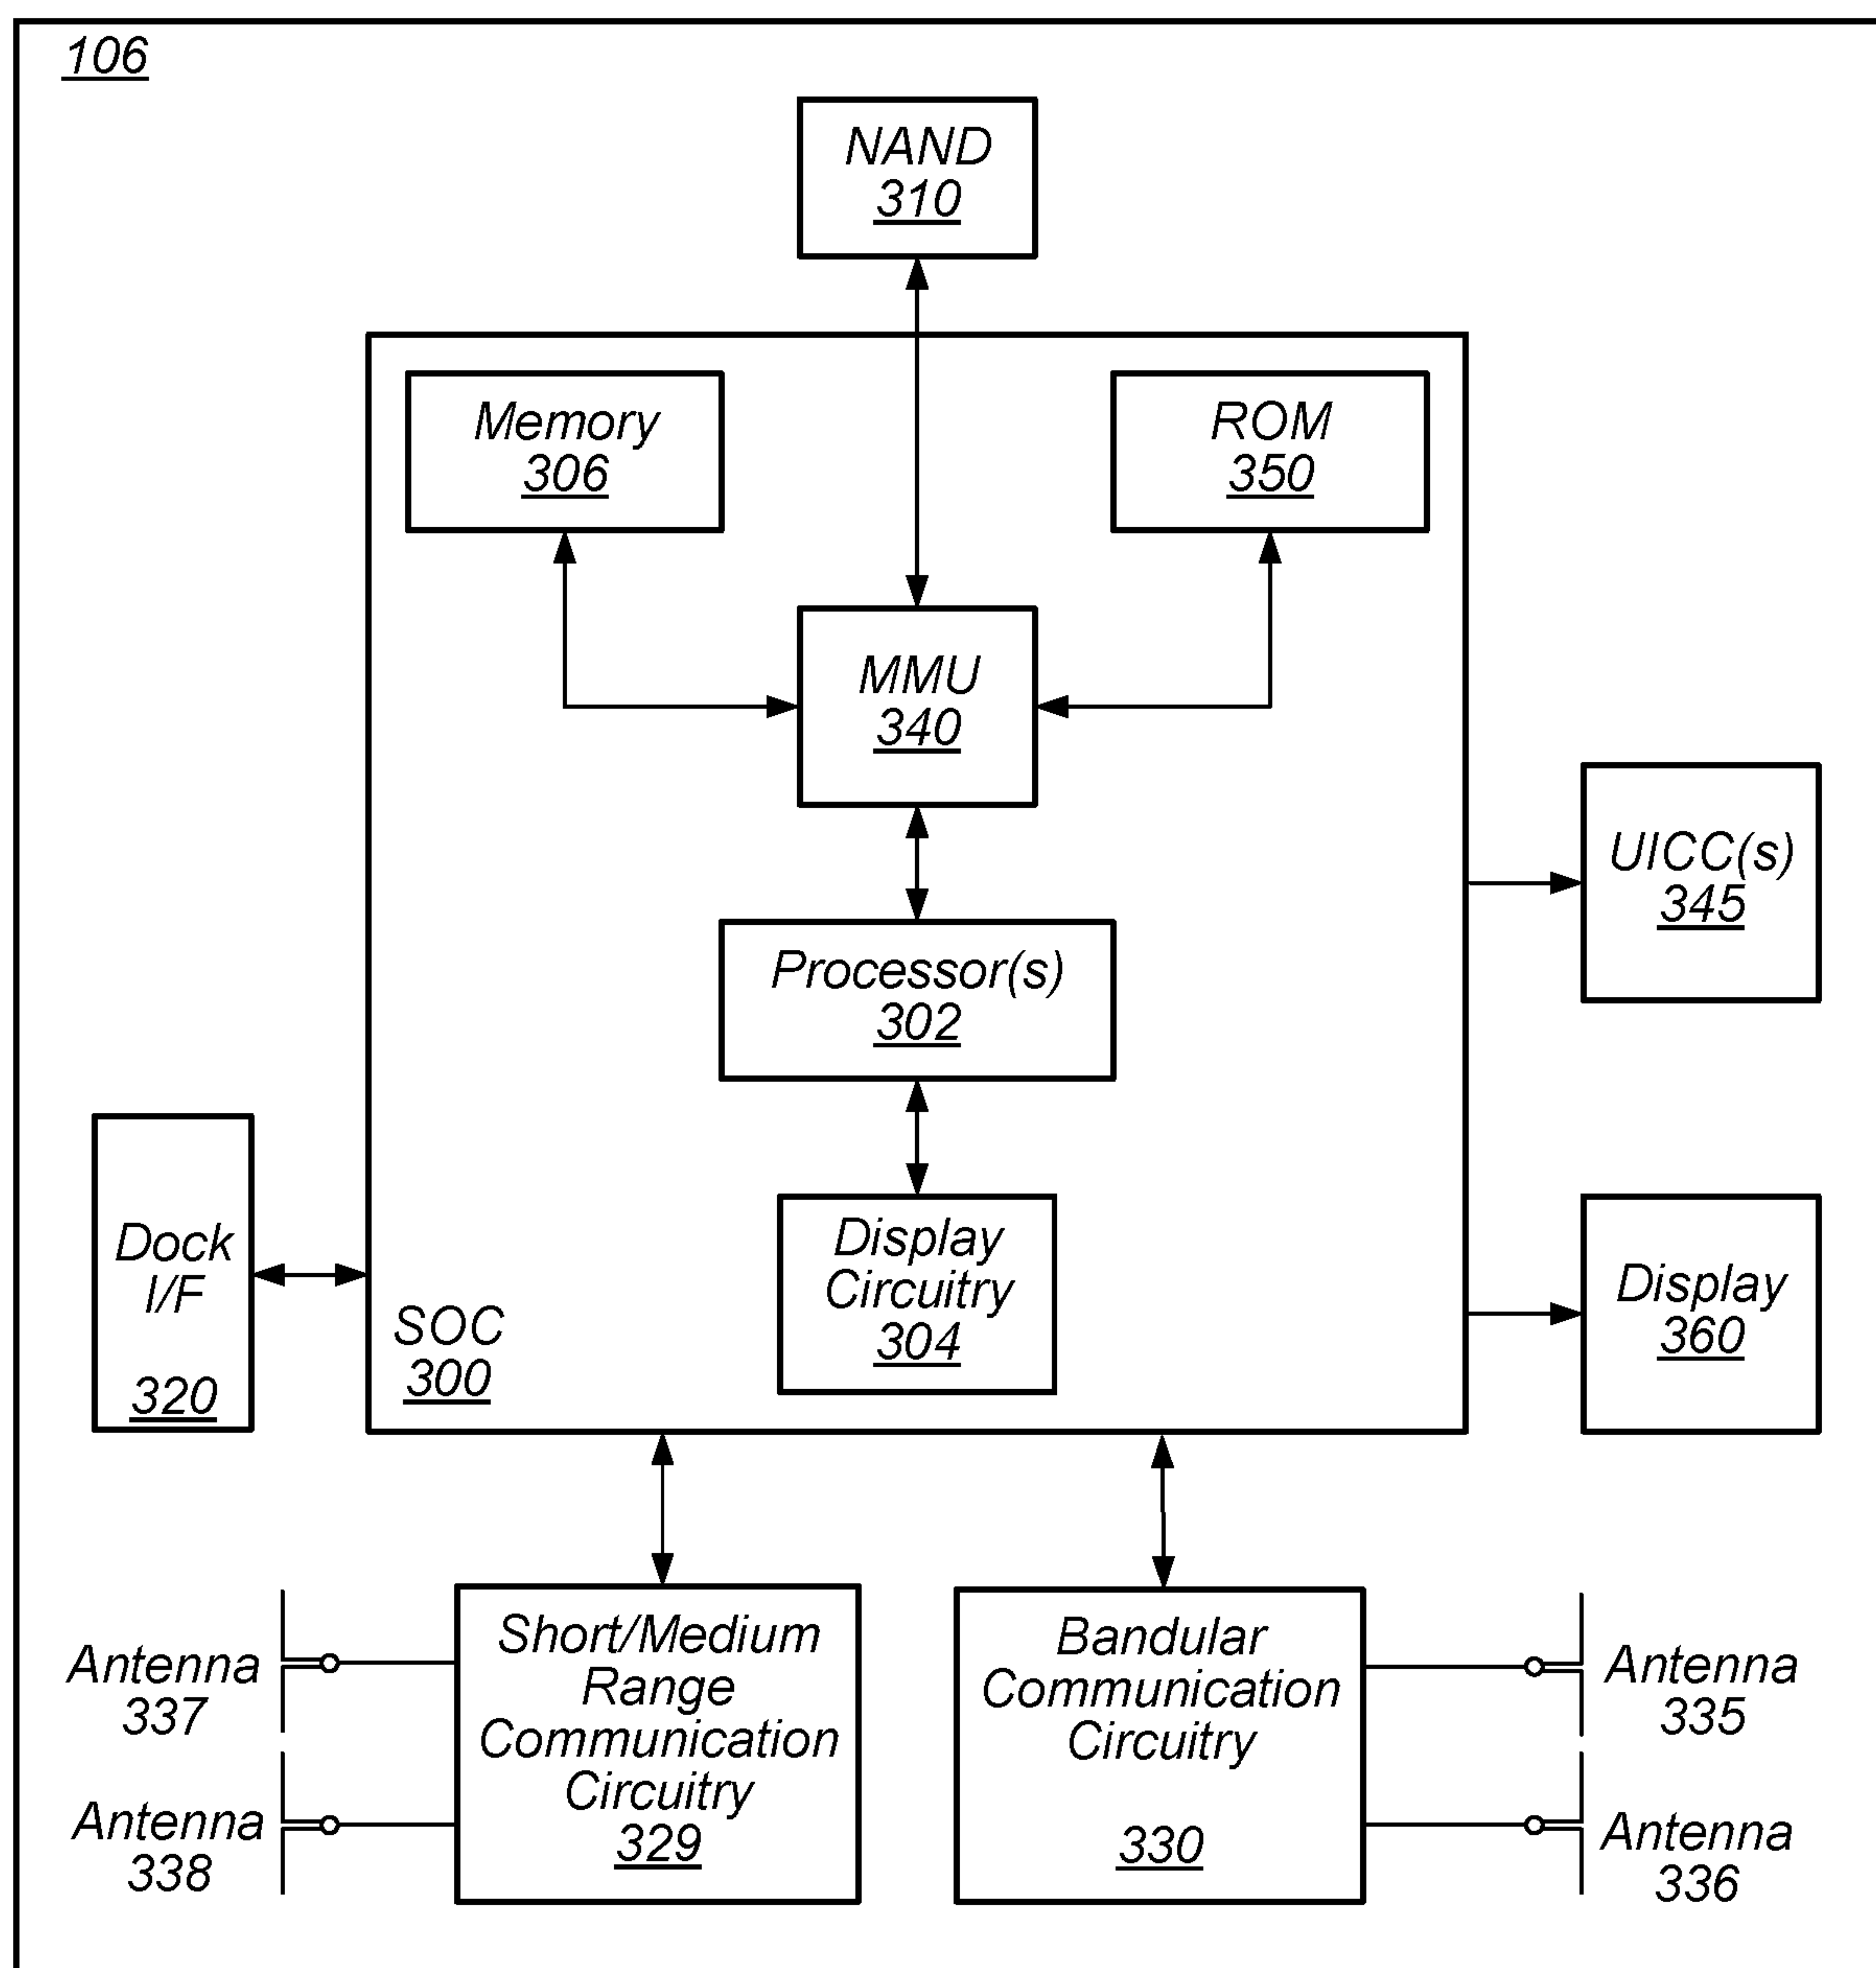 106
NAND
310
Memory
306
ROM
350
MMU
340
UICC(s)
345
Processor(s)
302
Dock
I/F
320
Display
Circuitry
304
SOC
300
Display
360
Antenna
337
Antenna
338
Short/Medium
Range
Communication
Circuitry
329
Bandular
Communication
Circuitry
330
Antenna
335
Antenna
336